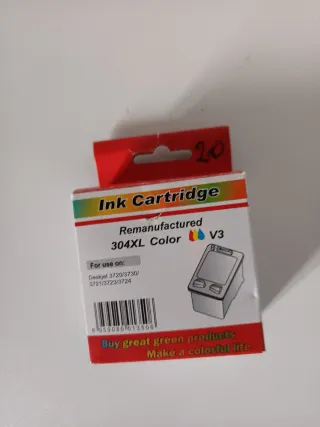 20
Ink Cartridge
Remanufactured
304XL Color V3
For use on:
Deskjet 3720/3730/
3721/3723/3724
Buy great green products
Make a colorful life